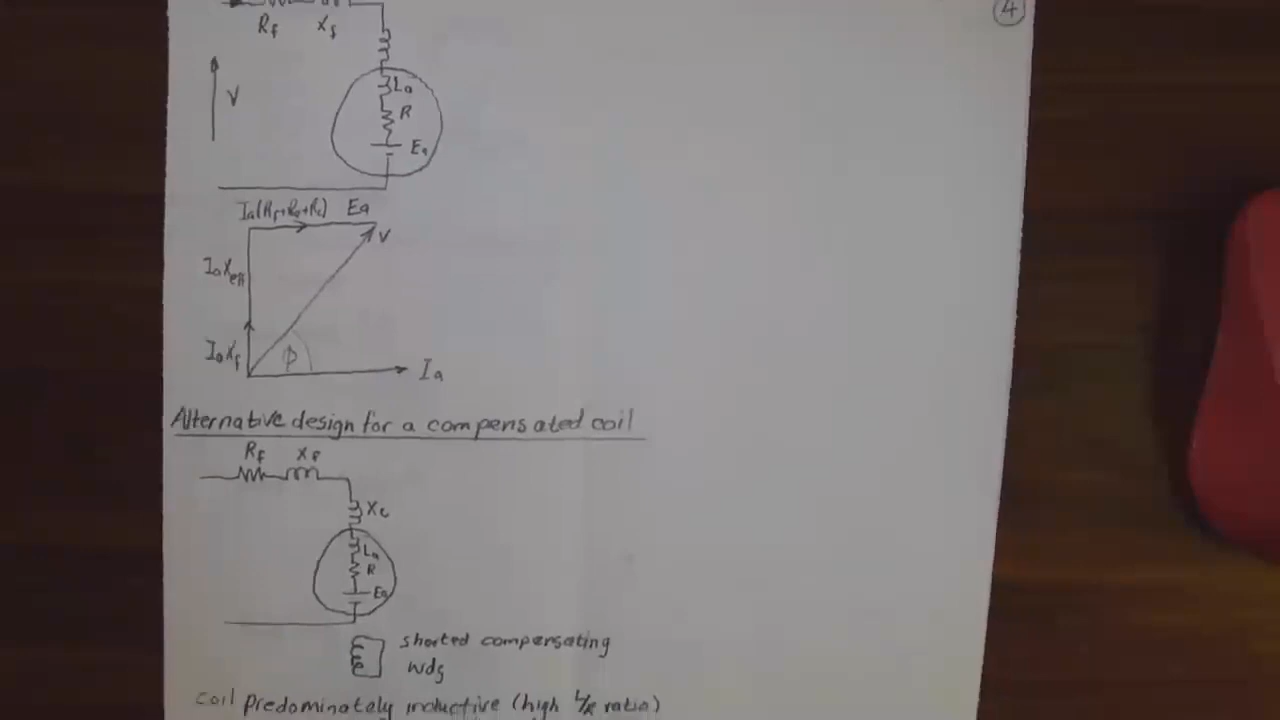 4
Rf Xf
V
La
R
Ea
Ia(Rf+Ra+Rc) Ea
V
IaXeff
IaXf
φ
Ia
Alternative design for a compensated coil
Rf Xf
Xc
La
R
Ea
shorted compensating
wdg
coil predominately inductive (high L/R ratio)